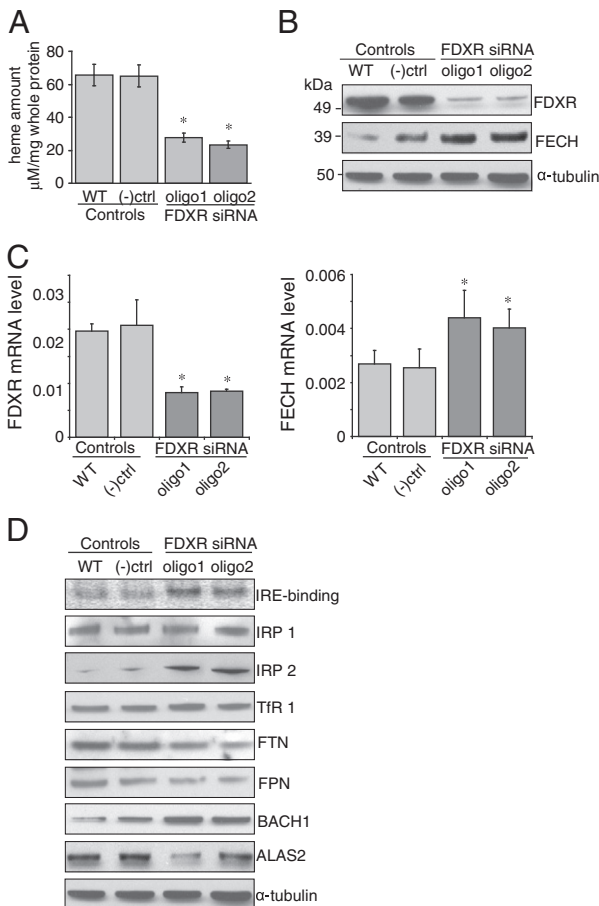 A
heme amount
μM/mg whole protein
80
60
40
20
0
*
*
WT
(-)ctrl
oligo1
oligo2
Controls
FDXR siRNA
B
Controls
FDXR siRNA
WT
(-)ctrl
oligo1
oligo2
kDa
49
FDXR
39
FECH
50
α-tubulin
C
FDXR mRNA level
0.03
0.02
0.01
0
*
*
Controls
FDXR siRNA
WT
(-)ctrl
oligo1
oligo2
FECH mRNA level
0.006
0.004
0.002
0
*
*
Controls
FDXR siRNA
WT
(-)ctrl
oligo1
oligo2
D
Controls
FDXR siRNA
WT
(-)ctrl
oligo1
oligo2
IRE-binding
IRP 1
IRP 2
TfR 1
FTN
FPN
BACH1
ALAS2
α-tubulin